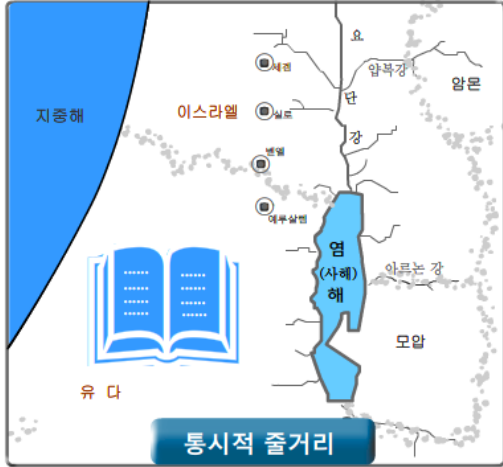 요
단
강
세겜
얍복강
암몬
지중해
이스라엘
실로
벧엘
예루살렘
염
(사해)
해
아르논 강
모압
유 다
통시적 줄거리